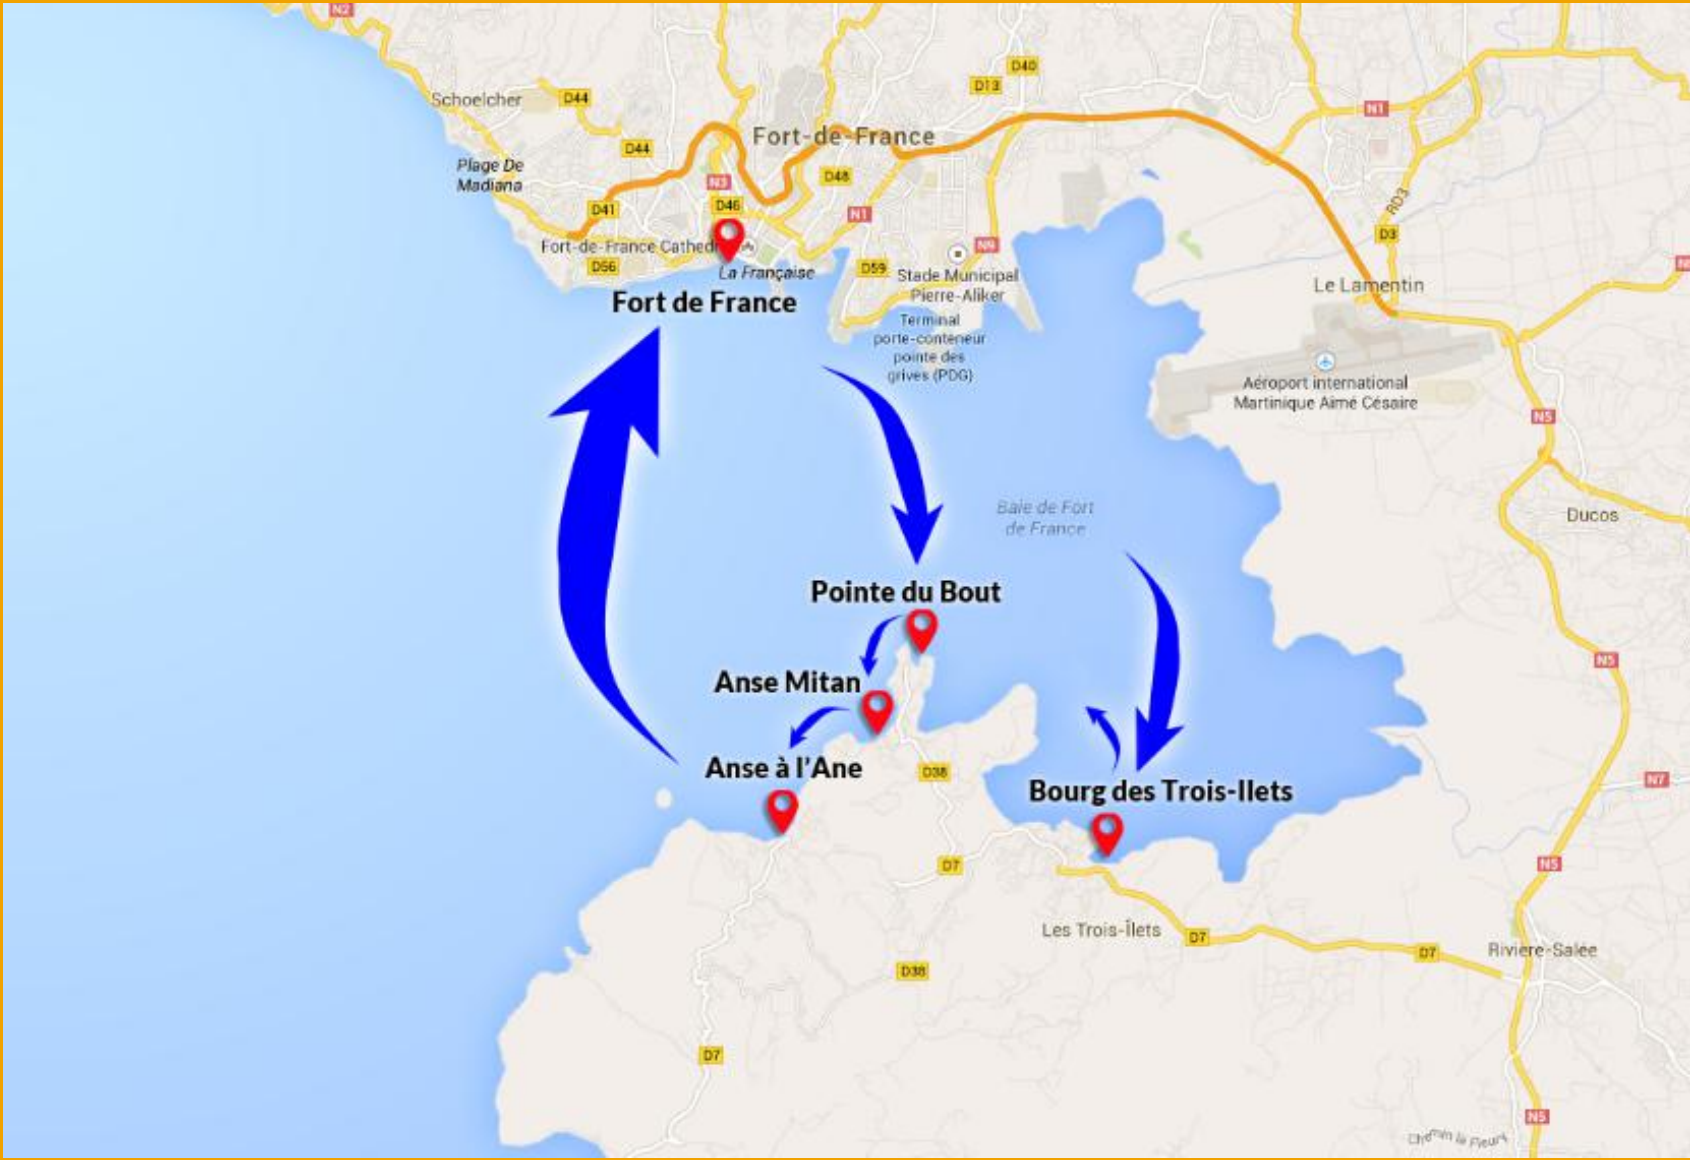 N2
D40
D13
Schoelcher
D44
N1
Fort-de-France
D44
Plage De
Madiana
N3
D48
D41
D46
N1
RD3
D3
Fort-de-France Cathed
N9
D56
La Française
D59
Stade Municipal
Pierre-Aliker
Le Lamentin
Fort de France
Terminal
porte-conteneur
pointe des
grives (PDG)
Aéroport international
Martinique Aimé Césaire
N5
Baie de Fort
de France
Ducos
Pointe du Bout
N5
Anse Mitan
Anse à l'Ane
D38
N7
Bourg des Trois-Ilets
D7
N5
Les Trois-Îlets
D7
D7
Rivière-Salée
D38
D7
N5